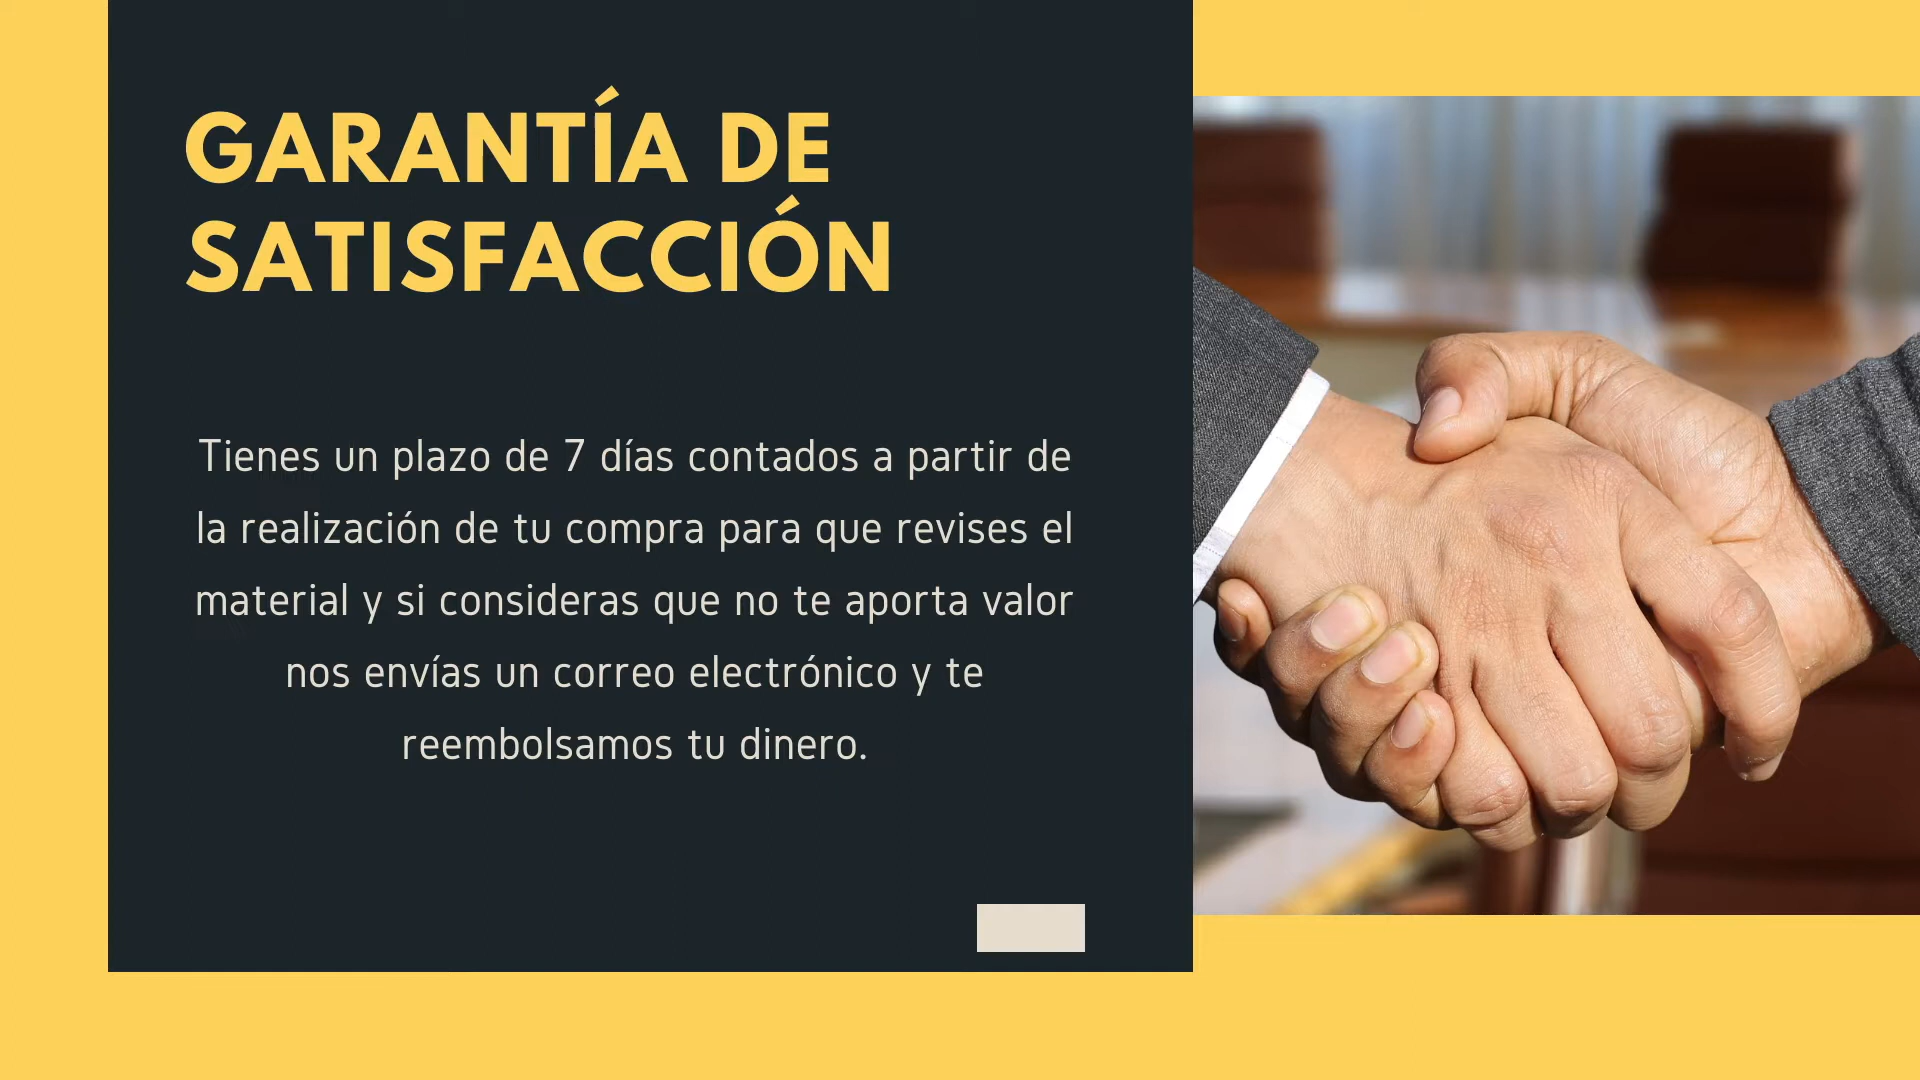 GARANTÍA DE
SATISFACCIÓN
Tienes un plazo de 7 días contados a partir de
la realización de tu compra para que revises el
material y si consideras que no te aporta valor
nos envías un correo electrónico y te
reembolsamos tu dinero.